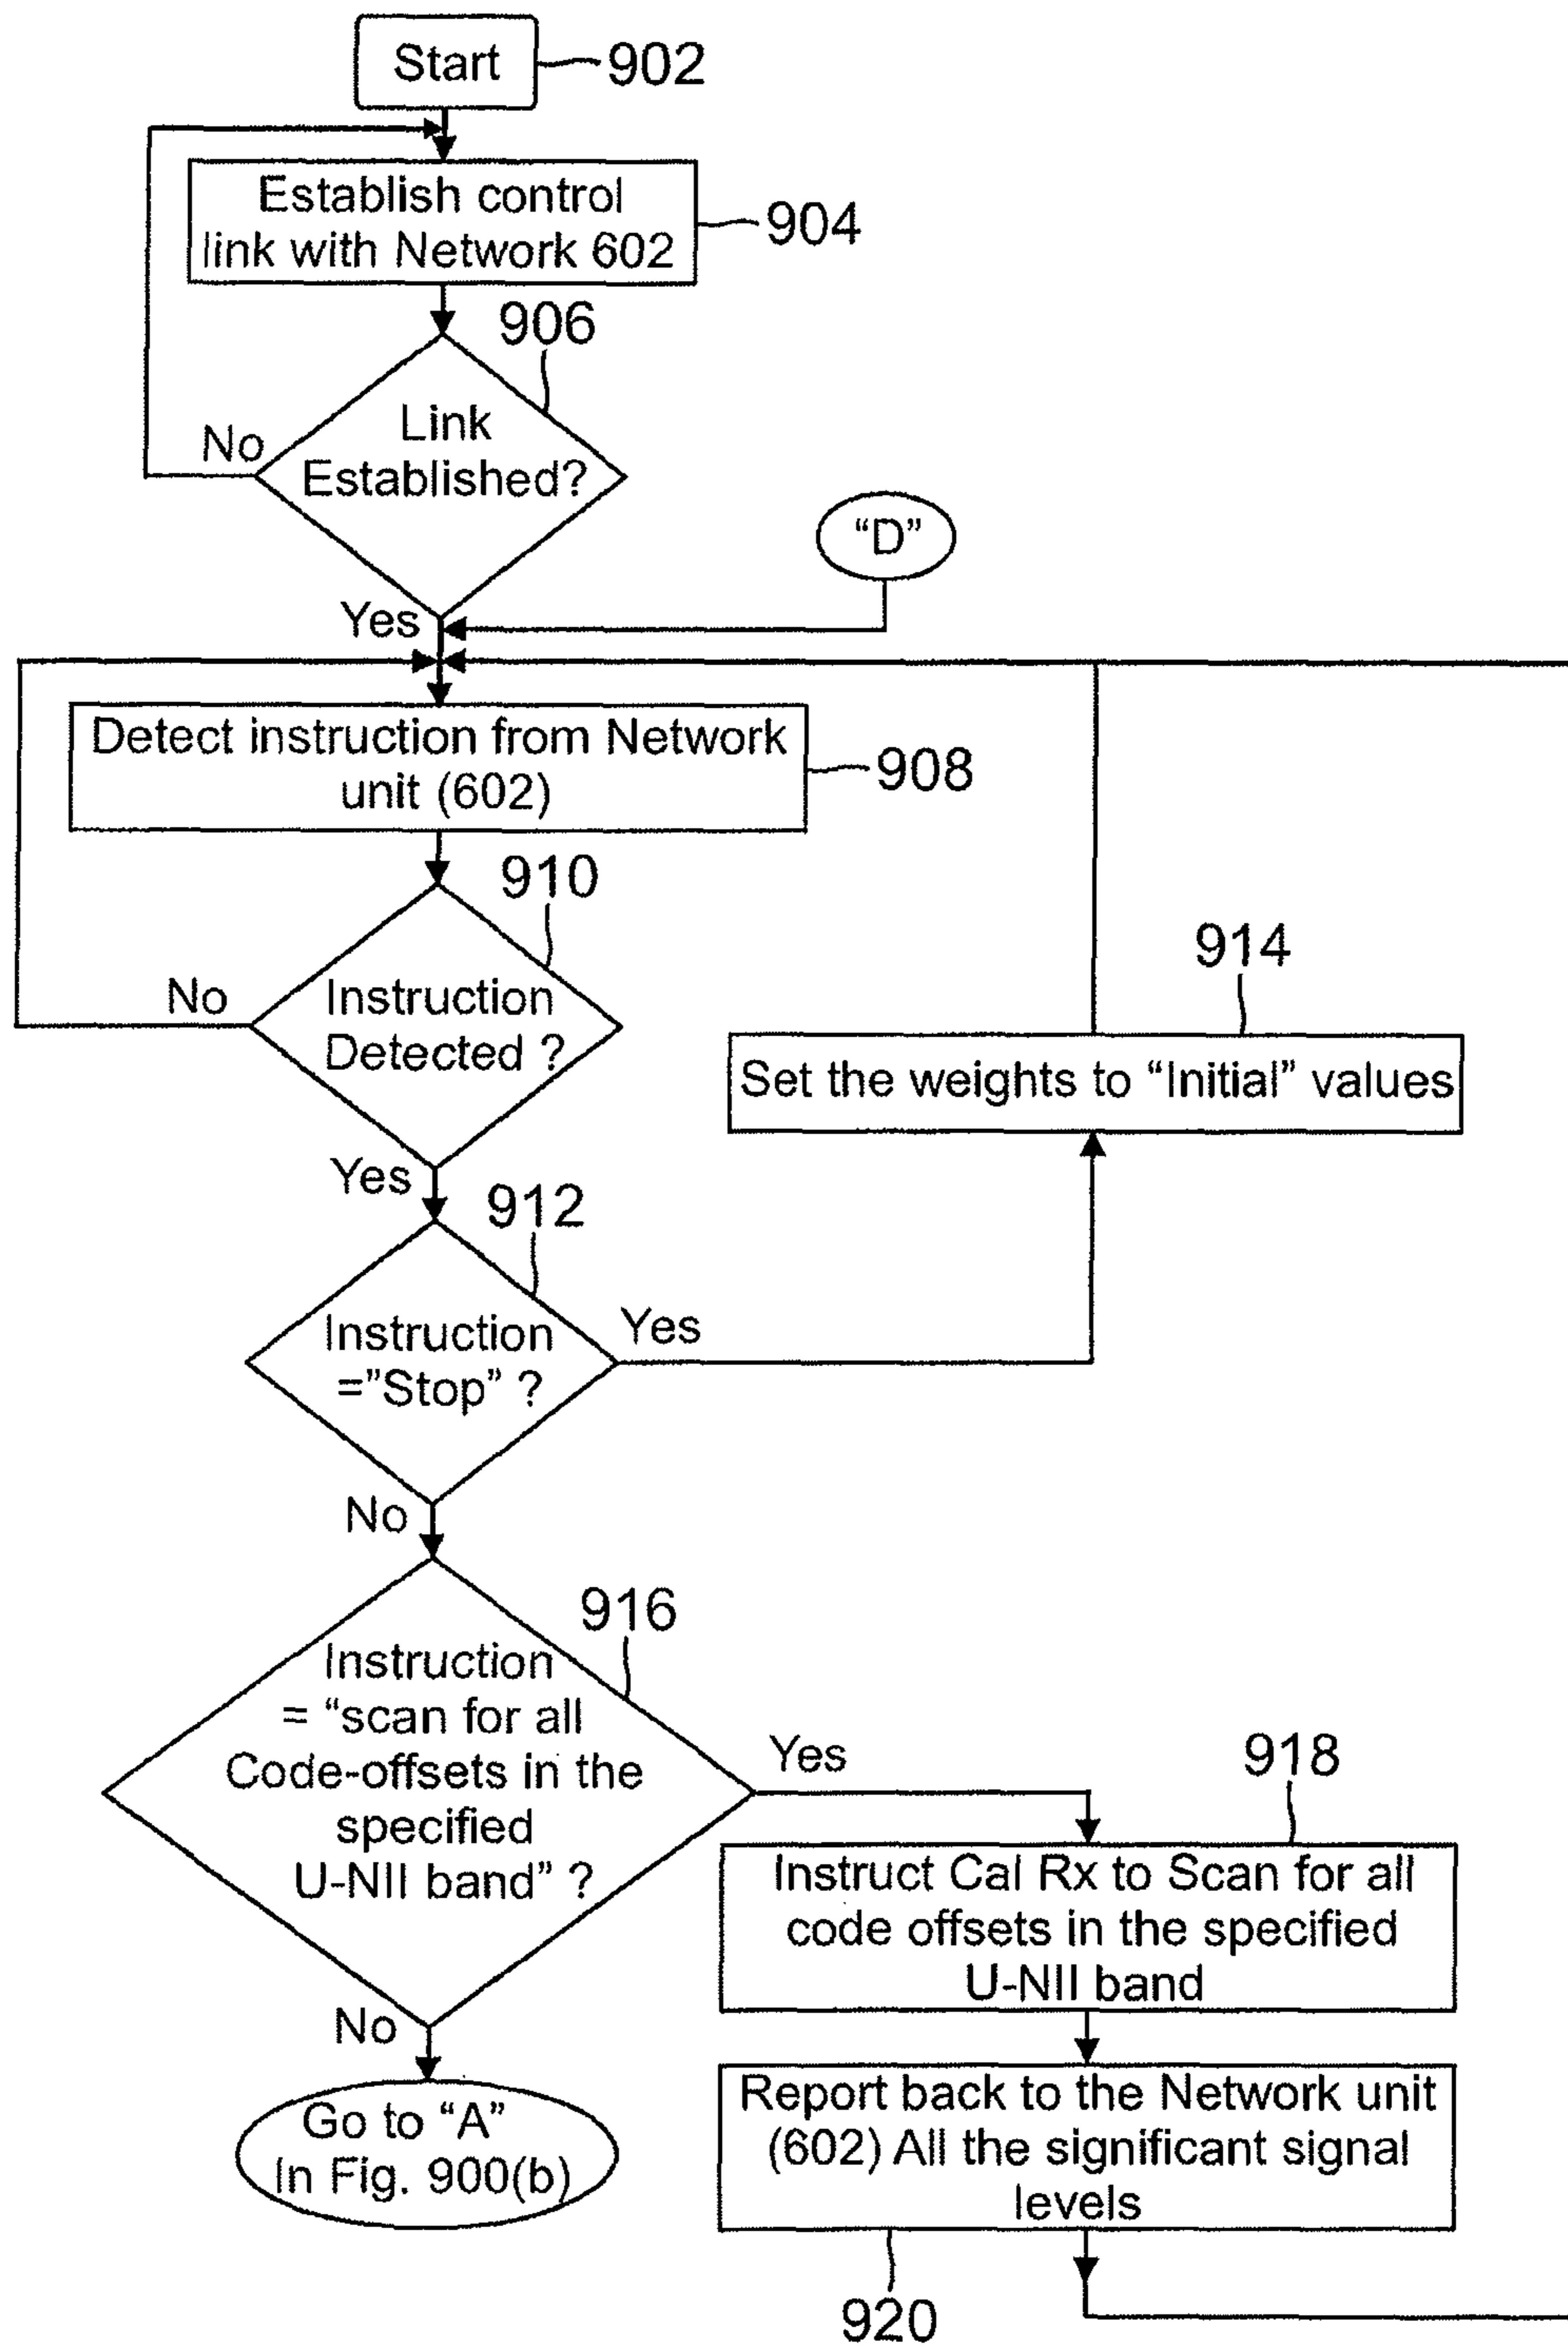 Start
902
Establish control
link with Network 602
904
906
Link
Established?
No
"D"
Yes
Detect instruction from Network
unit (602)
908
910
Instruction
Detected ?
No
914
Set the weights to “Initial” values
Yes
912
Instruction
=”Stop” ?
Yes
No
916
Instruction
= “scan for all
Code-offsets in the
specified
U-NII band” ?
Yes
918
Instruct Cal Rx to Scan for all
code offsets in the specified
U-NII band
No
Go to “A”
In Fig. 900(b)
Report back to the Network unit
(602) All the significant signal
levels
920